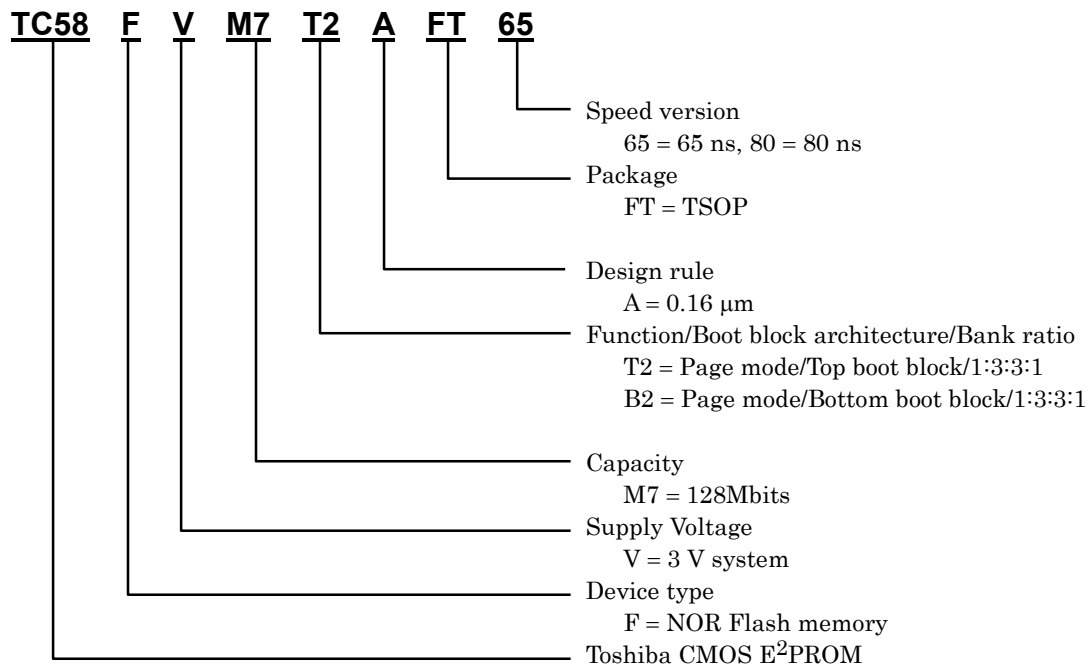 TC58 F V M7 T2 A FT 65
Speed version
65 = 65 ns, 80 = 80 ns
Package
FT = TSOP
Design rule
A = 0.16 μm
Function/Boot block architecture/Bank ratio
T2 = Page mode/Top boot block/1:3:3:1
B2 = Page mode/Bottom boot block/1:3:3:1
Capacity
M7 = 128Mbits
Supply Voltage
V = 3 V system
Device type
F = NOR Flash memory
Toshiba CMOS E²PROM